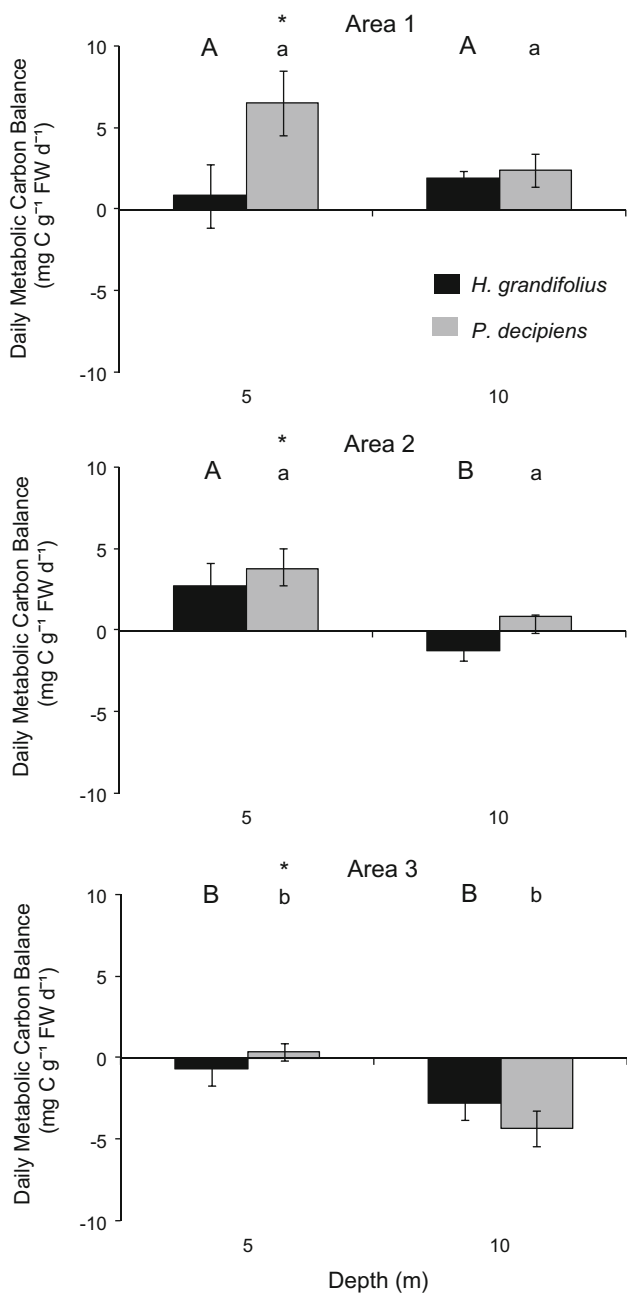 * Area 1
10 A a A a
5
0
-5
-10
Daily Metabolic Carbon Balance
(mg C g⁻¹ FW d⁻¹)
H. grandifolius
P. decipiens
5 10
* Area 2
10 A a B a
5
0
-5
-10
Daily Metabolic Carbon Balance
(mg C g⁻¹ FW d⁻¹)
5 10
* Area 3
10 B b B b
5
0
-5
-10
Daily Metabolic Carbon Balance
(mg C g⁻¹ FW d⁻¹)
5 10
Depth (m)